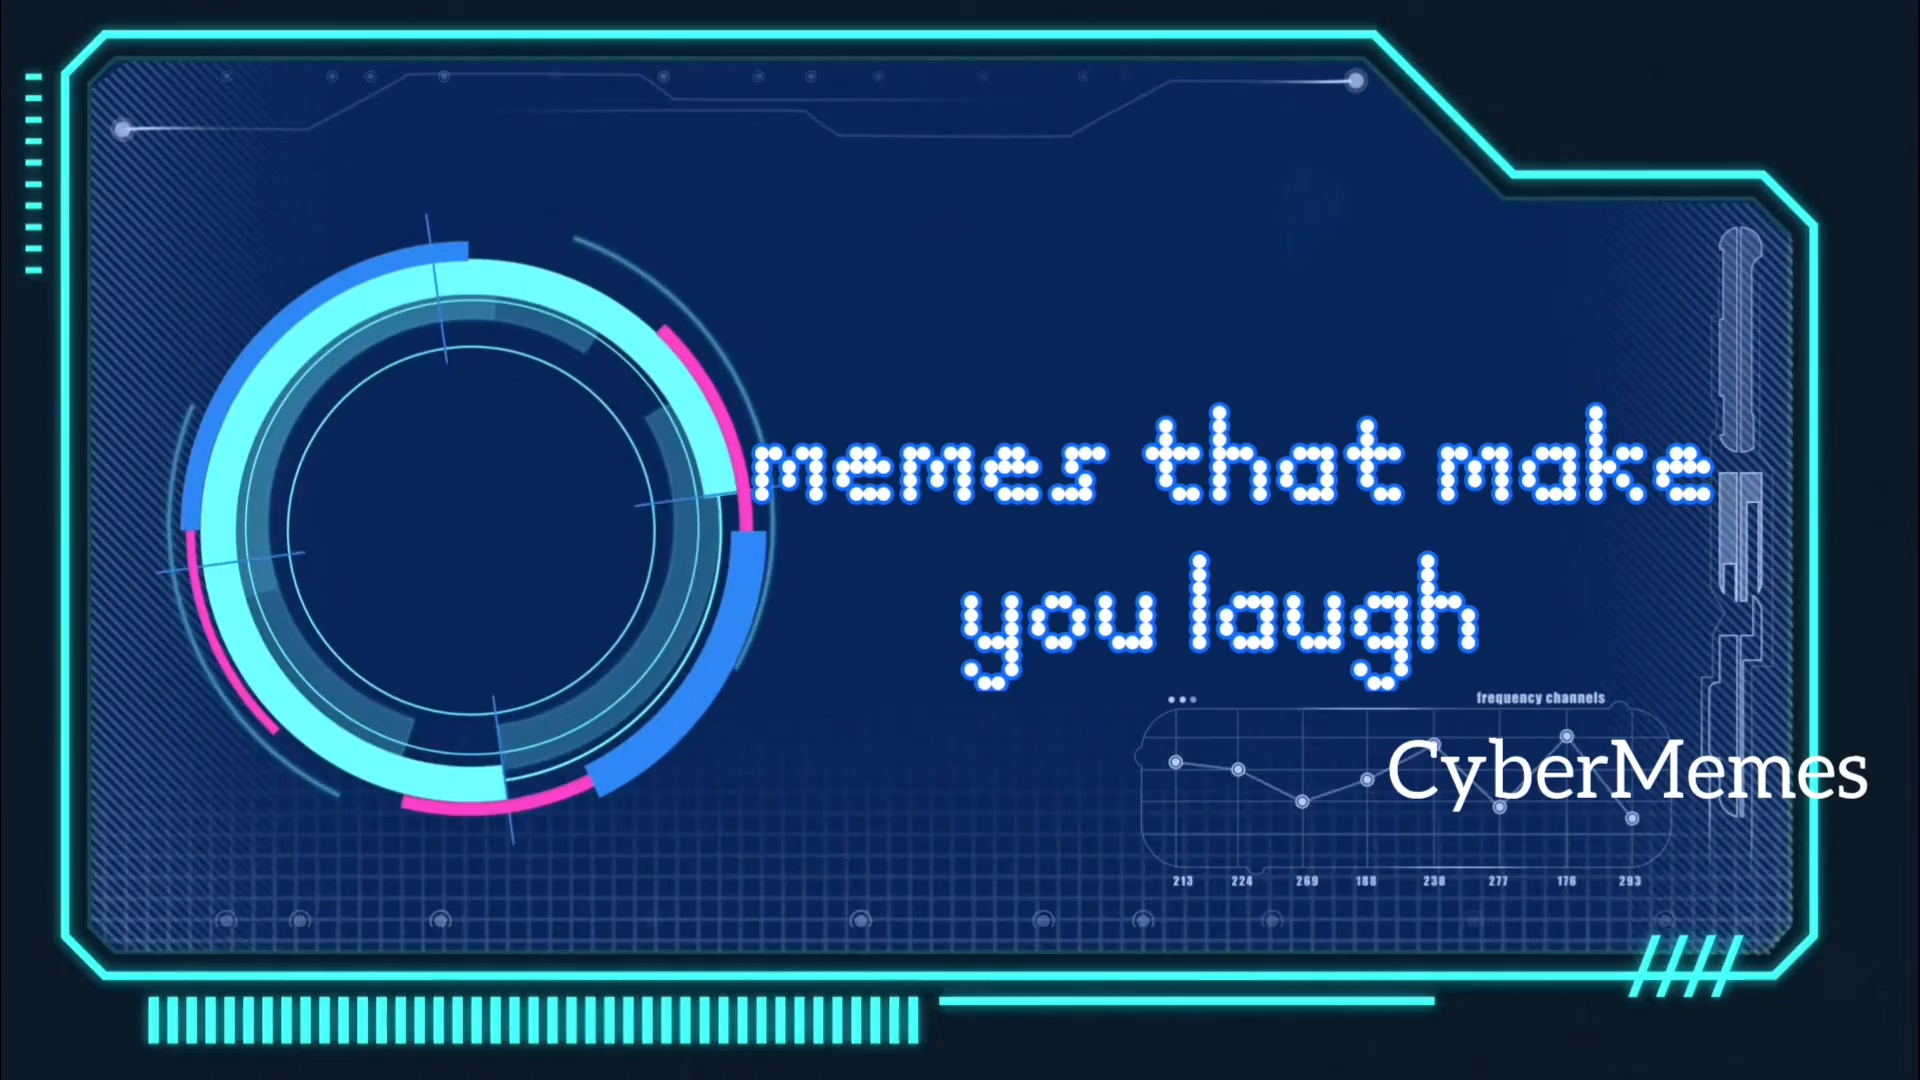 memes that make
you laugh
frequency channels
CyberMemes
213 224 269 188 238 277 176 293